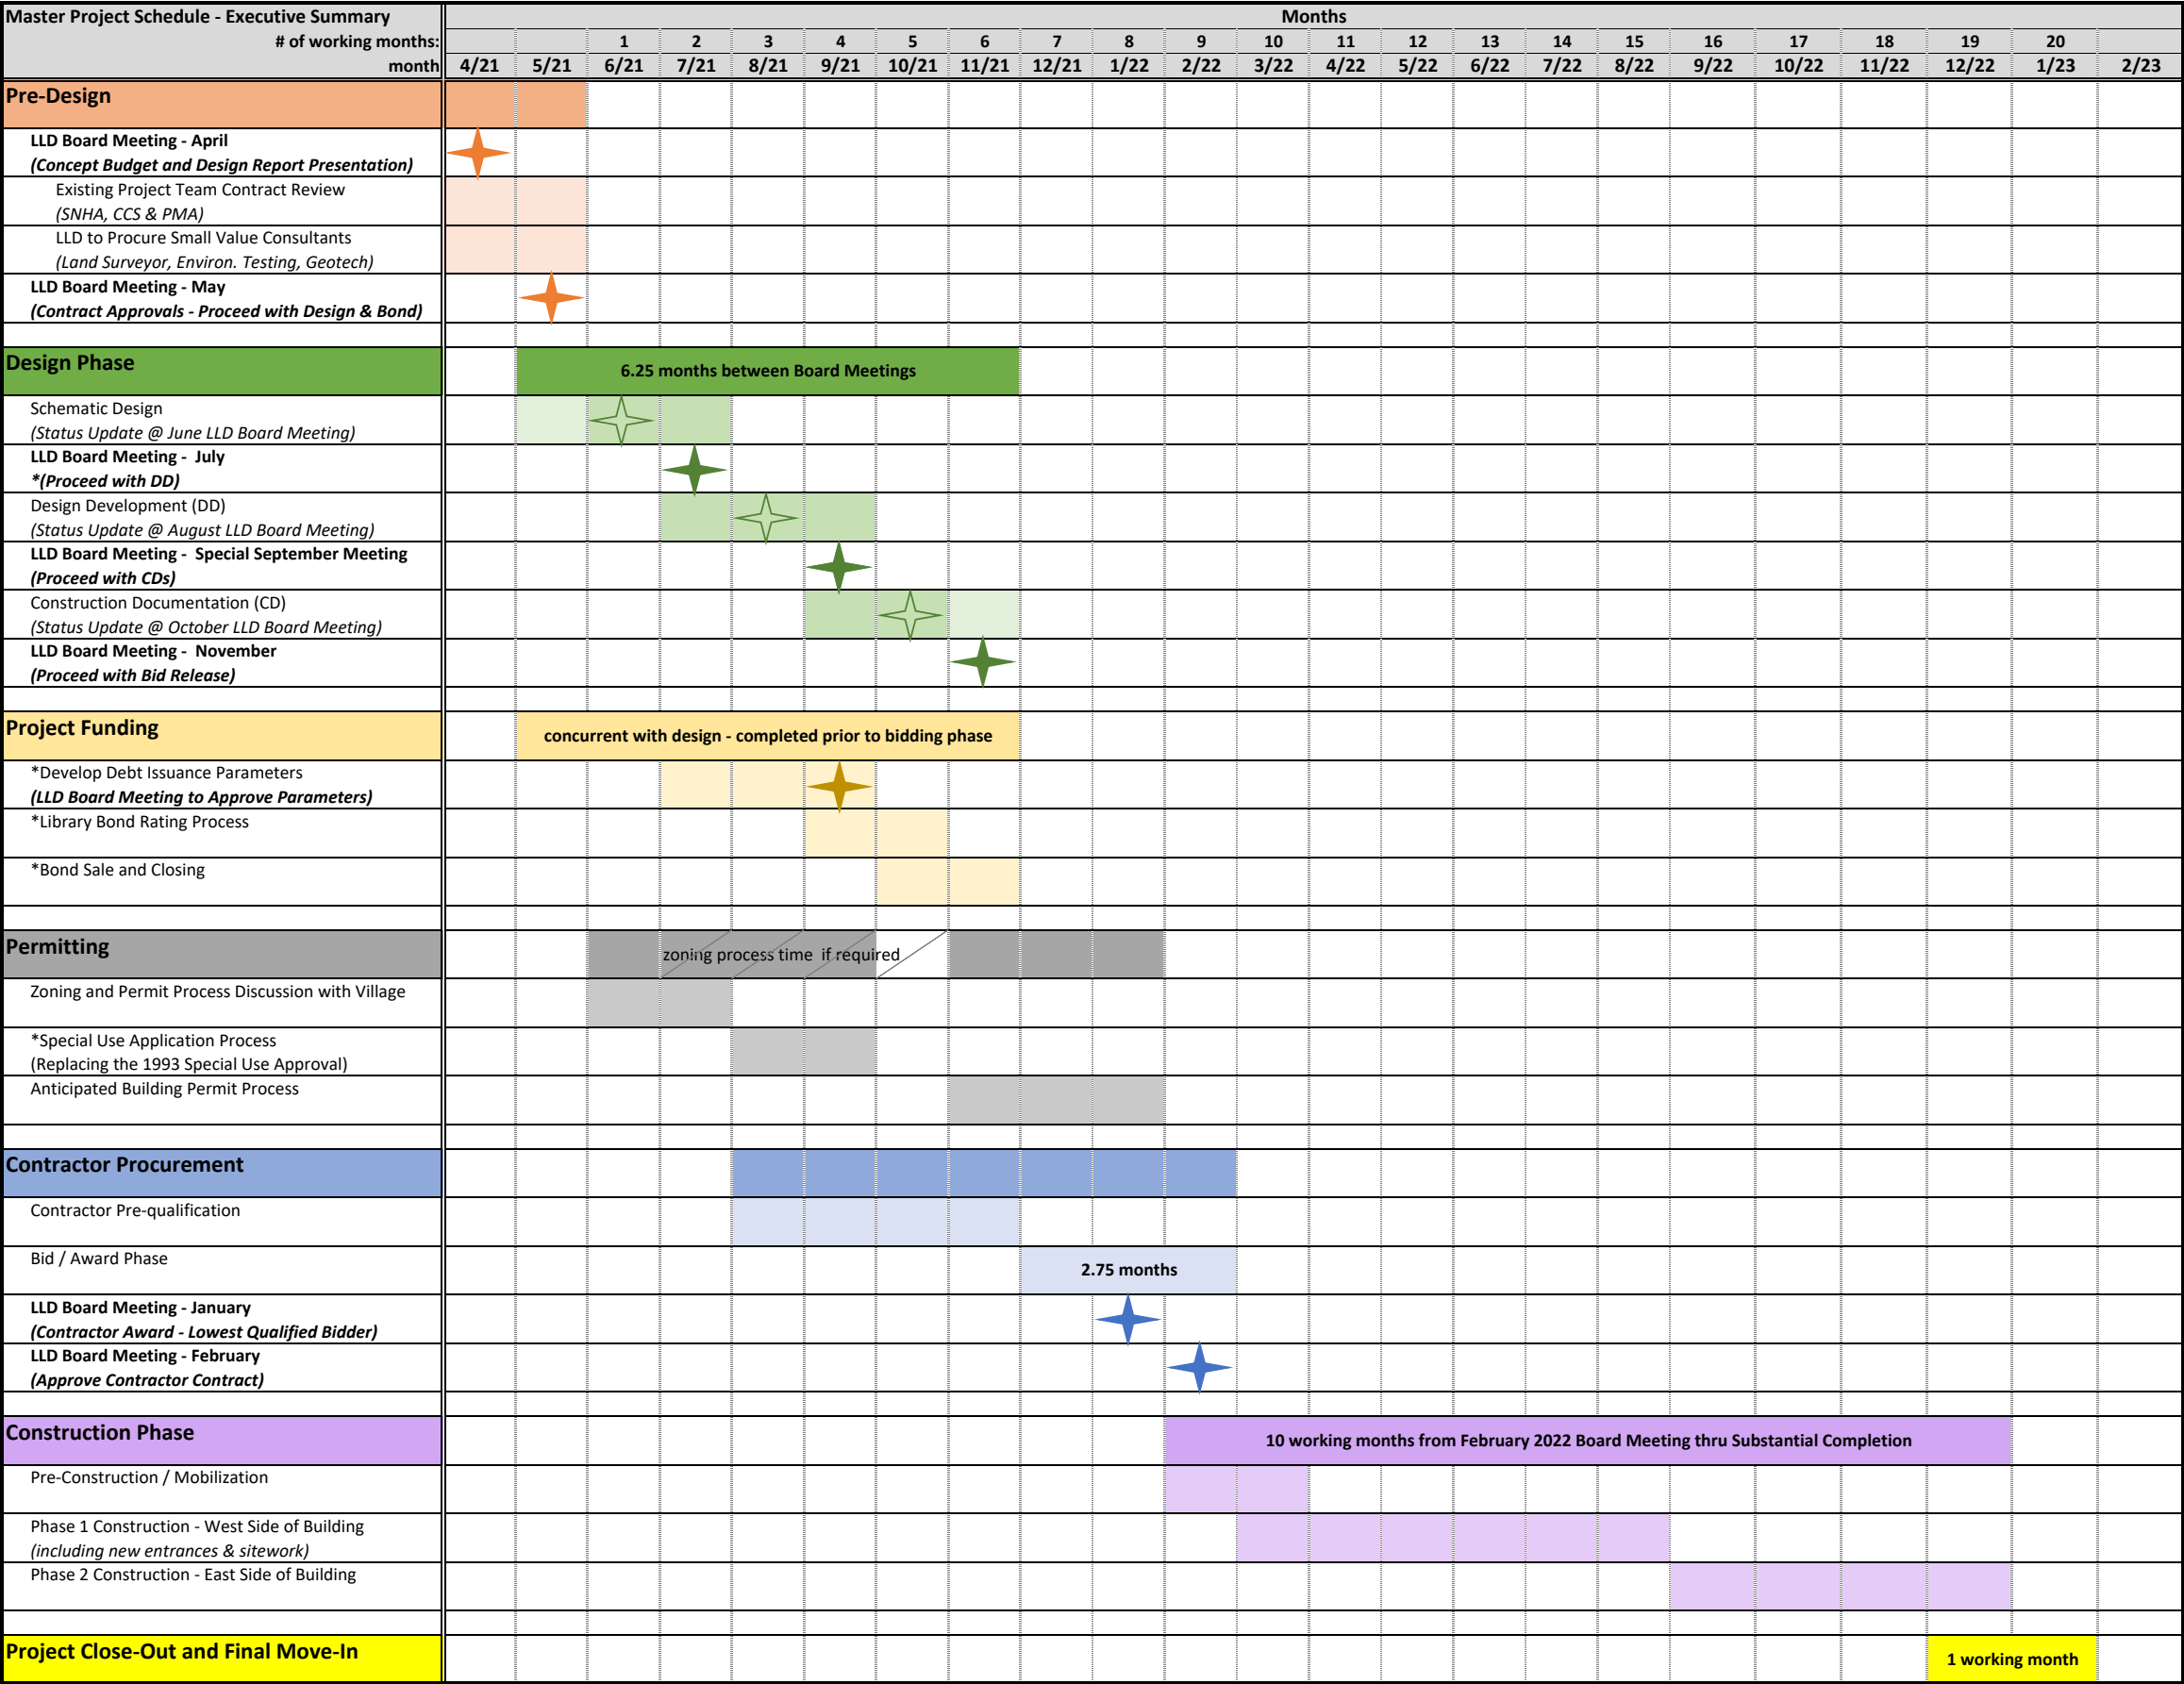 Master Project Schedule - Executive Summary
Months
# of working months:
1 2 3 4 5 6 7 8 9 10 11 12 13 14 15 16 17 18 19 20
month
4/21 5/21 6/21 7/21 8/21 9/21 10/21 11/21 12/21 1/22 2/22 3/22 4/22 5/22 6/22 7/22 8/22 9/22 10/22 11/22 12/22 1/23 2/23
Pre-Design
LLD Board Meeting - April
(Concept Budget and Design Report Presentation)
Existing Project Team Contract Review
(SNHA, CCS & PMA)
LLD to Procure Small Value Consultants
(Land Surveyor, Environ. Testing, Geotech)
LLD Board Meeting - May
(Contract Approvals - Proceed with Design & Bond)
Design Phase
6.25 months between Board Meetings
Schematic Design
(Status Update @ June LLD Board Meeting)
LLD Board Meeting - July
*(Proceed with DD)
Design Development (DD)
(Status Update @ August LLD Board Meeting)
LLD Board Meeting - Special September Meeting
(Proceed with CDs)
Construction Documentation (CD)
(Status Update @ October LLD Board Meeting)
LLD Board Meeting - November
(Proceed with Bid Release)
Project Funding
concurrent with design - completed prior to bidding phase
*Develop Debt Issuance Parameters
(LLD Board Meeting to Approve Parameters)
*Library Bond Rating Process
*Bond Sale and Closing
Permitting
zoning process time if required
Zoning and Permit Process Discussion with Village
*Special Use Application Process
(Replacing the 1993 Special Use Approval)
Anticipated Building Permit Process
Contractor Procurement
Contractor Pre-qualification
Bid / Award Phase
2.75 months
LLD Board Meeting - January
(Contractor Award - Lowest Qualified Bidder)
LLD Board Meeting - February
(Approve Contractor Contract)
Construction Phase
10 working months from February 2022 Board Meeting thru Substantial Completion
Pre-Construction / Mobilization
Phase 1 Construction - West Side of Building
(including new entrances & sitework)
Phase 2 Construction - East Side of Building
Project Close-Out and Final Move-In
1 working month